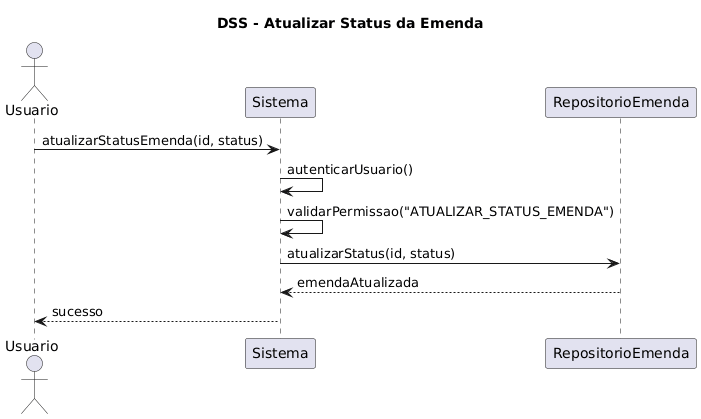 DSS - Atualizar Status da Emenda
Usuario
Sistema
RepositorioEmenda
atualizarStatusEmenda(id, status)
autenticarUsuario()
validarPermissao("ATUALIZAR_STATUS_EMENDA")
atualizarStatus(id, status)
emendaAtualizada
sucesso
Usuario
Sistema
RepositorioEmenda